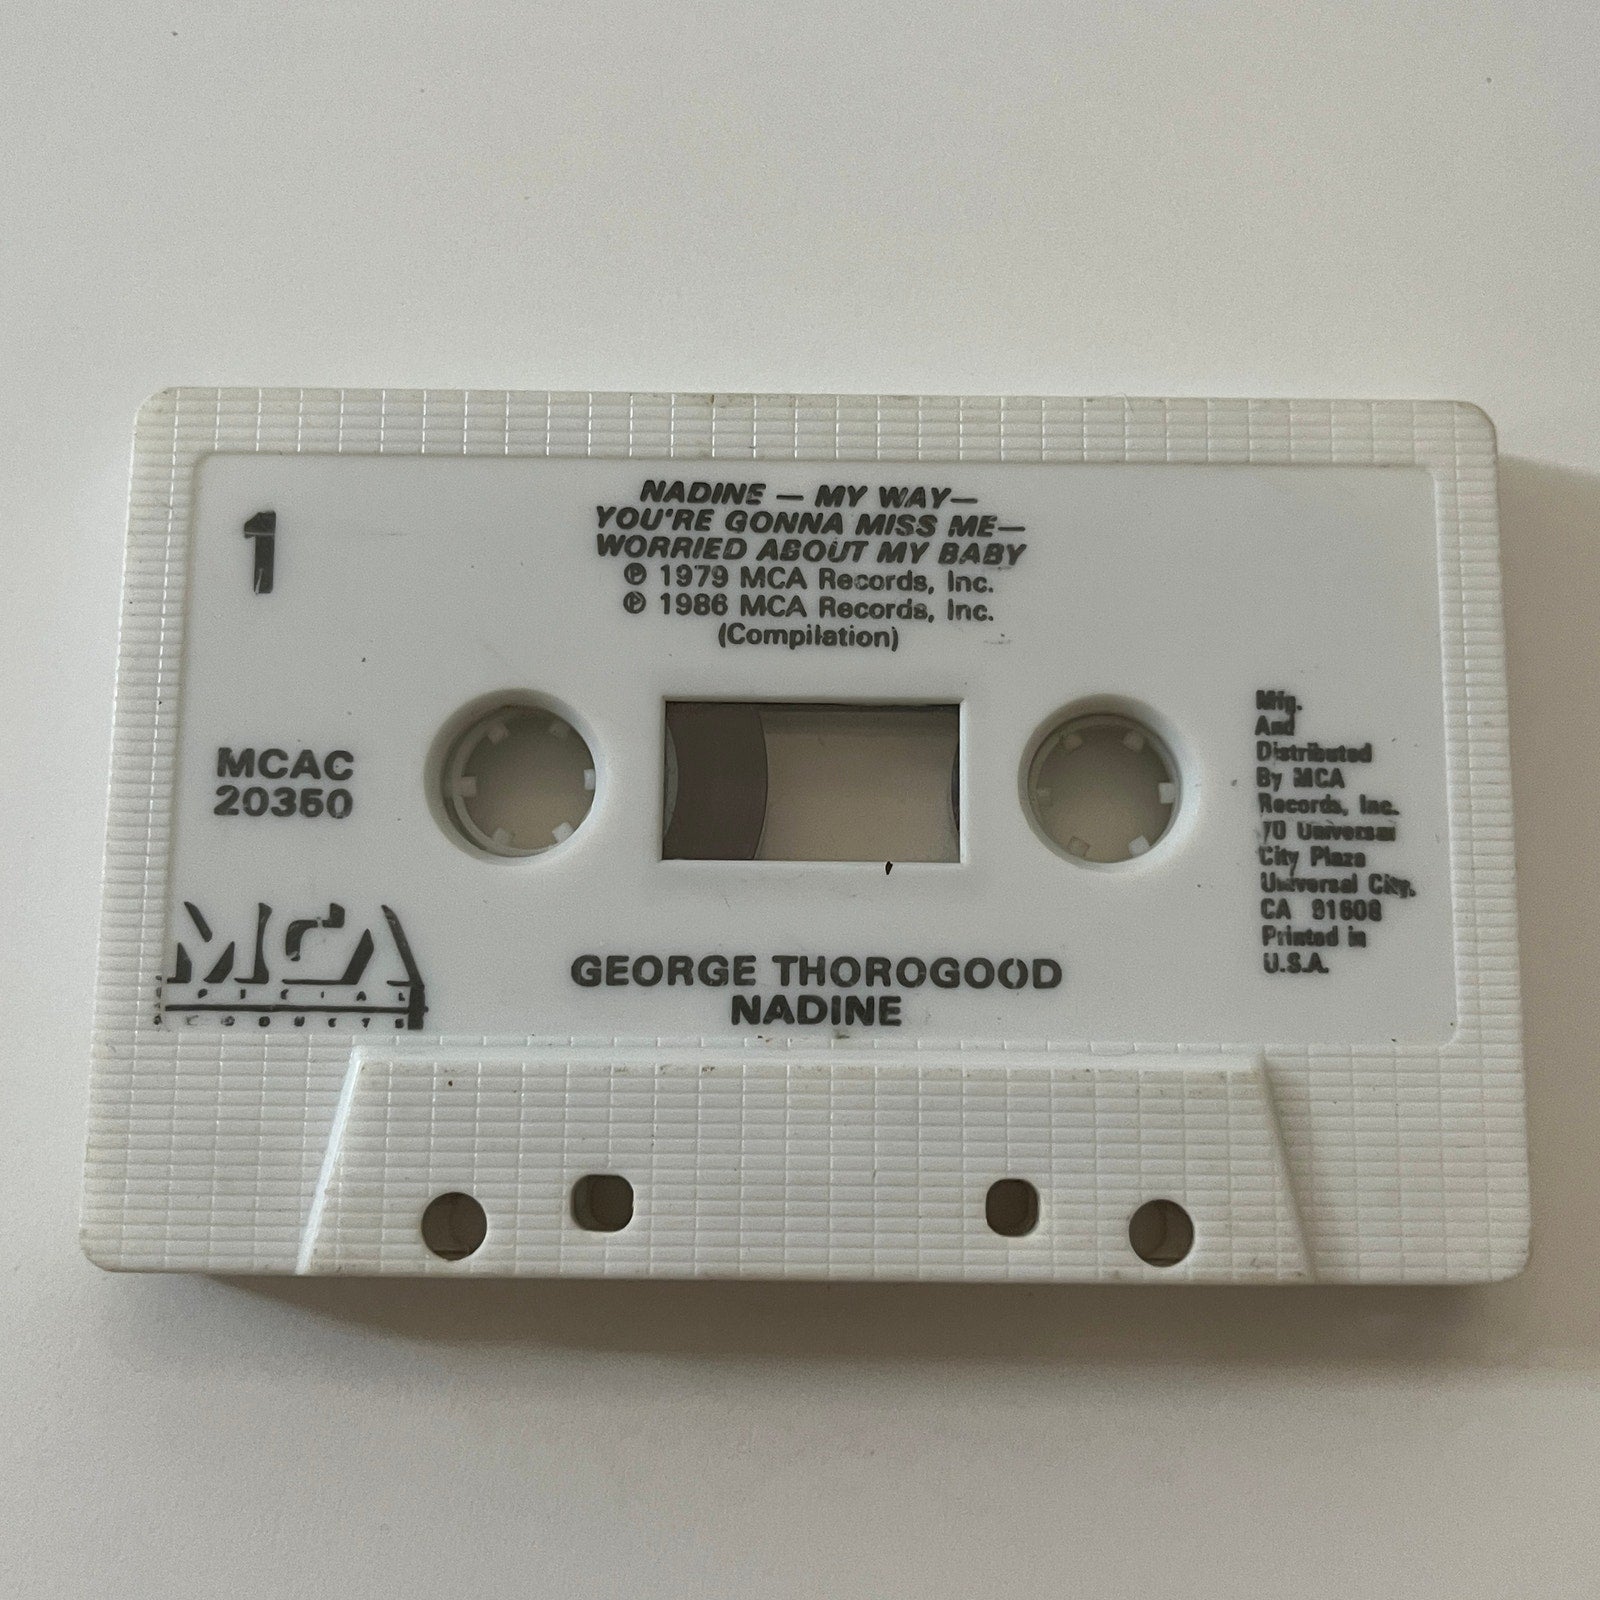 1
NADINE — MY WAY—
YOU'RE GONNA MISS ME—
WORRIED ABOUT MY BABY
℗ 1979 MCA Records, Inc.
℗ 1986 MCA Records, Inc.
(Compilation)
MCAC
20350
Mfg.
And
Distributed
By MCA
Records, Inc.
70 Universal
City Plaza
Universal City,
CA 91608
Printed in
U.S.A.
MCA
SPECIAL
PRODUCTS
GEORGE THOROGOOD
NADINE